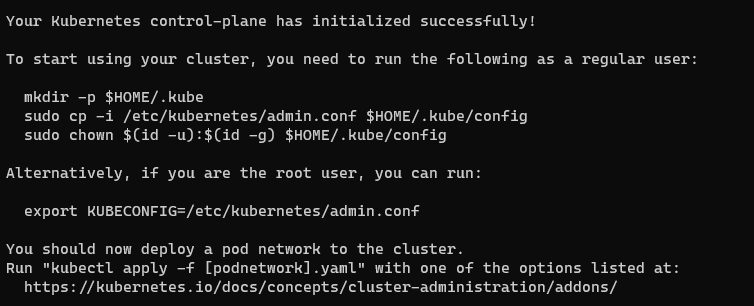 Your Kubernetes control-plane has initialized successfully!
To start using your cluster, you need to run the following as a regular user:
mkdir -p $HOME/.kube
sudo cp -i /etc/kubernetes/admin.conf $HOME/.kube/config
sudo chown $(id -u):$(id -g) $HOME/.kube/config
Alternatively, if you are the root user, you can run:
export KUBECONFIG=/etc/kubernetes/admin.conf
You should now deploy a pod network to the cluster.
Run "kubectl apply -f [podnetwork].yaml" with one of the options listed at:
https://kubernetes.io/docs/concepts/cluster-administration/addons/